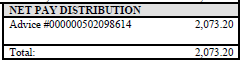 NET PAY DISTRIBUTION
Advice #000000502098614 2,073.20
Total: 2,073.20